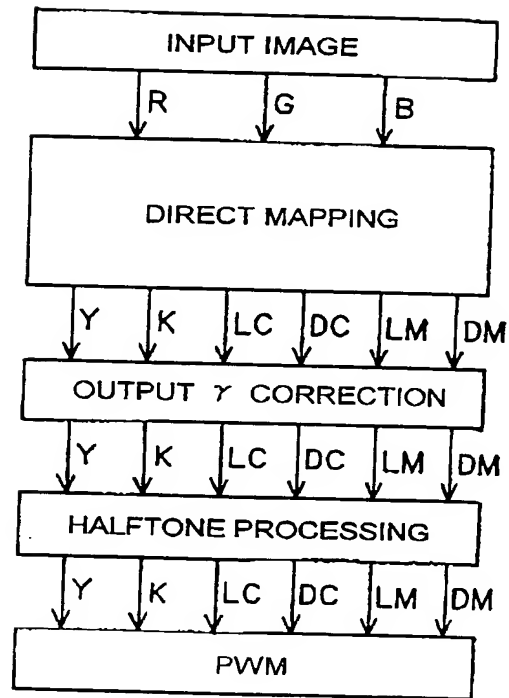 INPUT IMAGE
R G B
DIRECT MAPPING
Y K LC DC LM DM
OUTPUT γ CORRECTION
Y K LC DC LM DM
HALFTONE PROCESSING
Y K LC DC LM DM
PWM